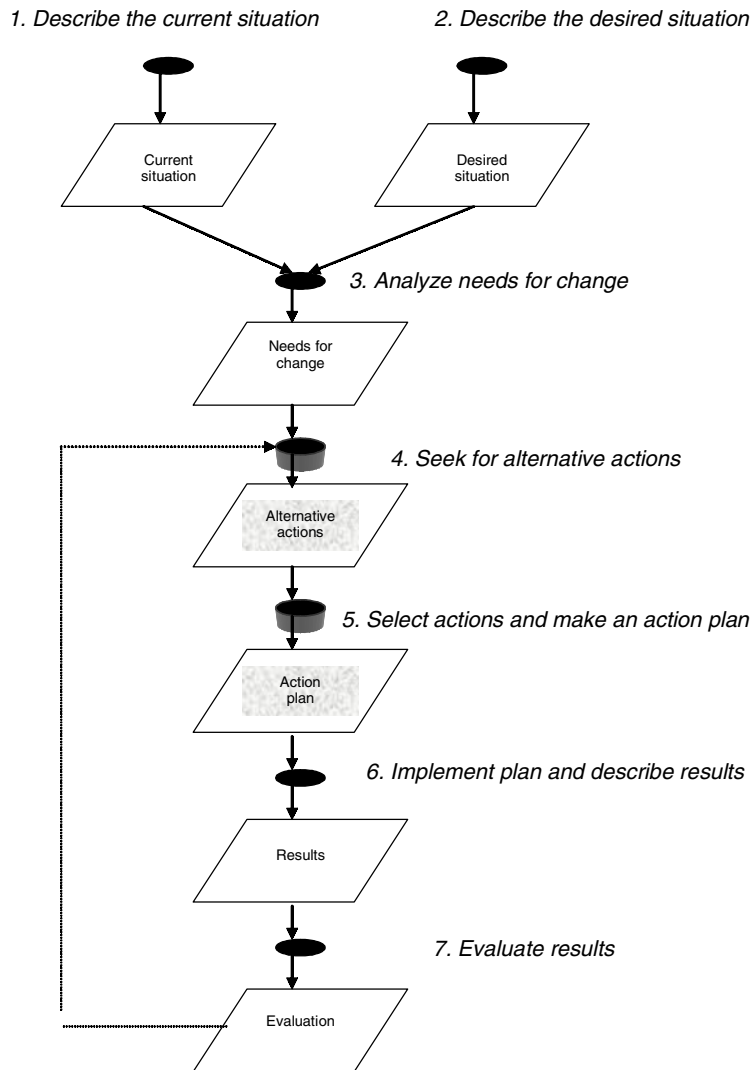 1. Describe the current situation
2. Describe the desired situation
Current
situation
Desired
situation
3. Analyze needs for change
Needs for
change
4. Seek for alternative actions
Alternative
actions
5. Select actions and make an action plan
Action
plan
6. Implement plan and describe results
Results
7. Evaluate results
Evaluation